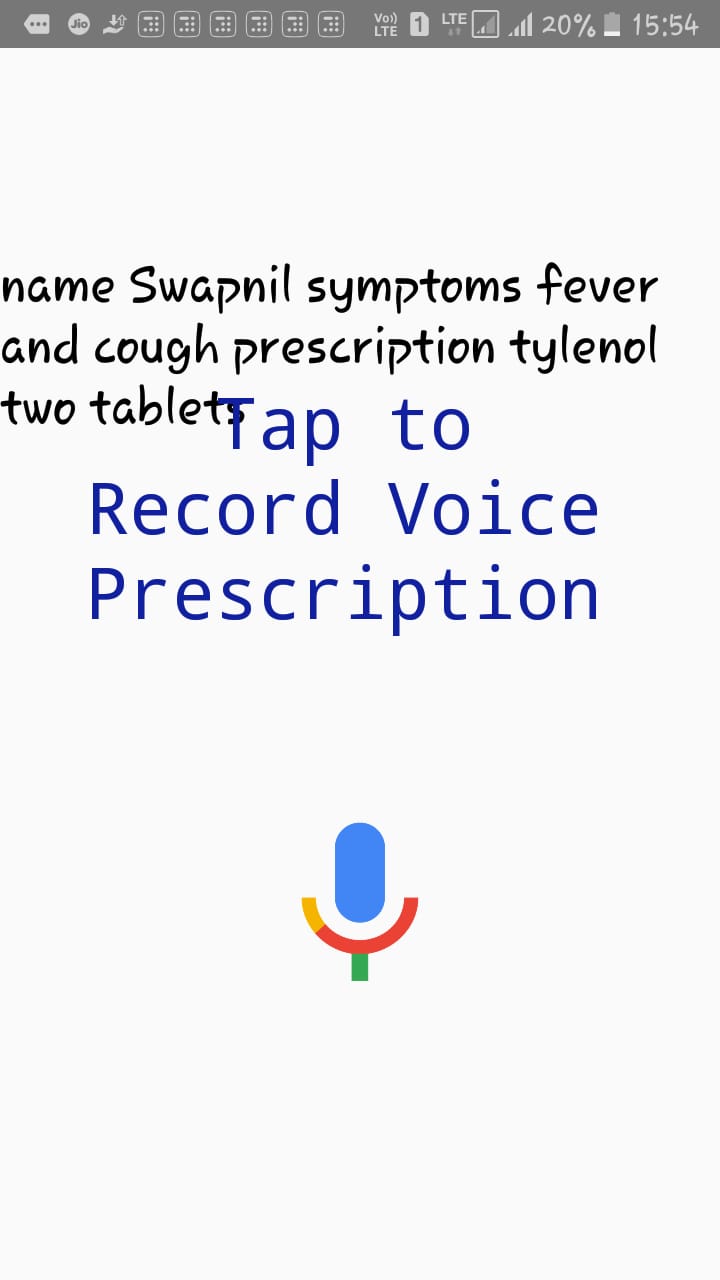 Jio Vo)) LTE 1 LTE 20% 15:54
name Swapnil symptoms fever
and cough prescription tylenol
two tablets
Tap to
Record Voice
Prescription